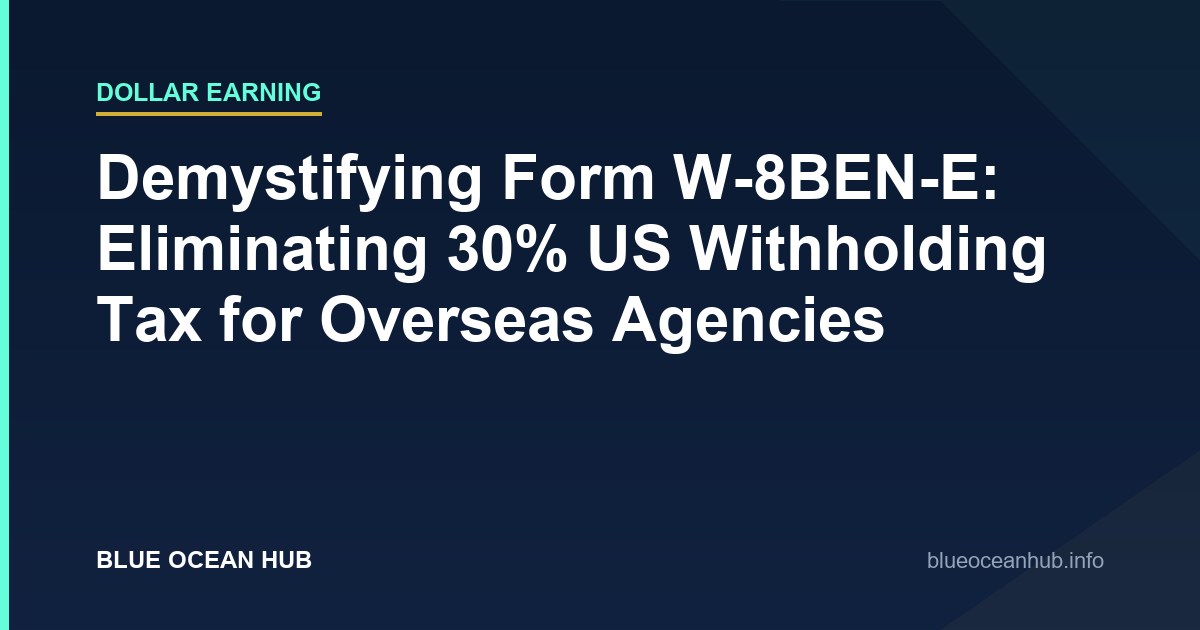 DOLLAR EARNING
Demystifying Form W-8BEN-E:
Eliminating 30% US Withholding
Tax for Overseas Agencies
BLUE OCEAN HUB
blueoceanhub.info